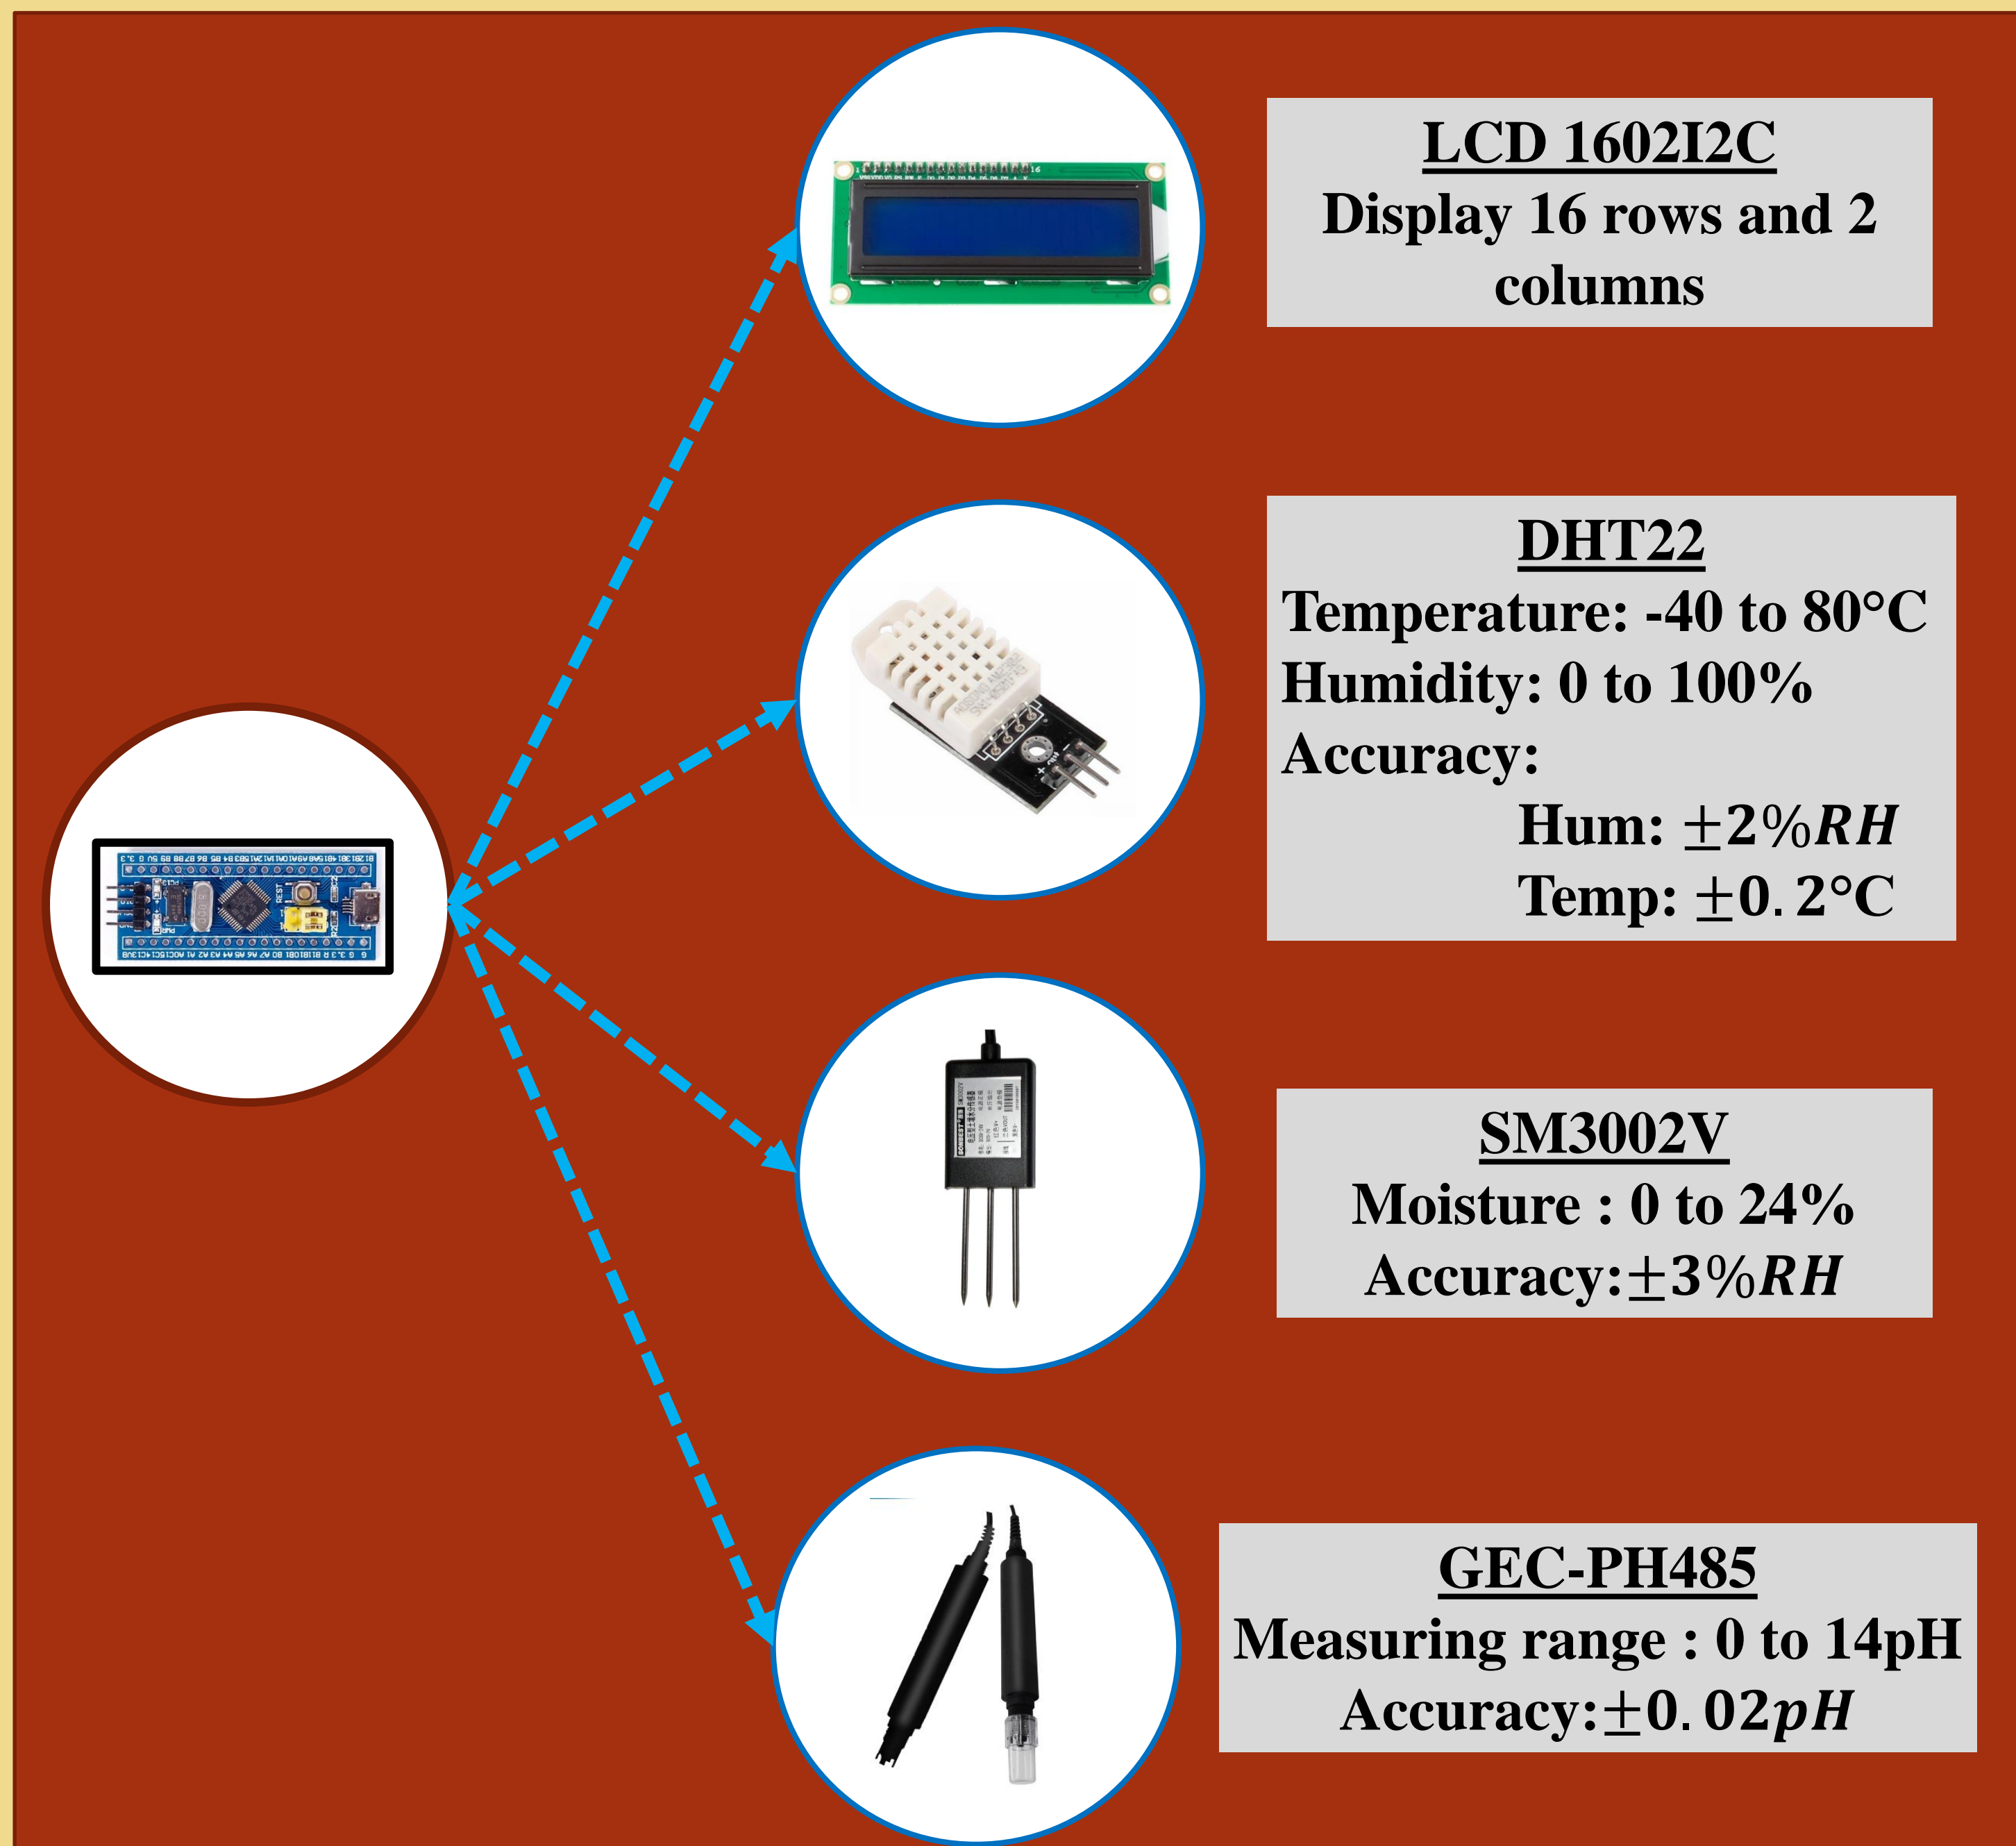 LCD 1602I2C
Display 16 rows and 2
columns
DHT22
Temperature: -40 to 80°C
Humidity: 0 to 100%
Accuracy:
Hum: ±2%RH
Temp: ±0.2°C
SM3002V
Moisture : 0 to 24%
Accuracy:±3%RH
GEC-PH485
Measuring range : 0 to 14pH
Accuracy:±0.02pH